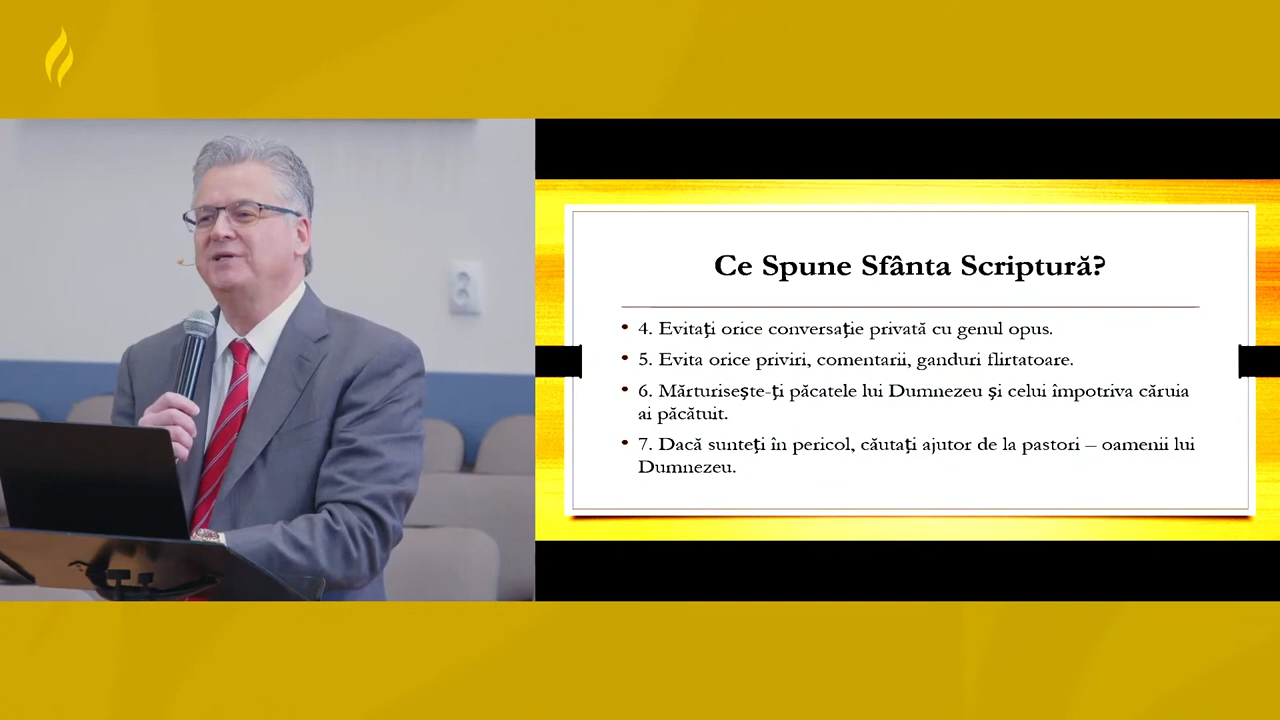 Ce Spune Sfânta Scriptură?
• 4. Evitaţi orice conversaţie privată cu genul opus.
• 5. Evita orice priviri, comentarii, ganduri flirtatoare.
• 6. Mărturiseşte-ţi păcatele lui Dumnezeu şi celui împotriva căruia
ai păcătuit.
• 7. Dacă sunteţi în pericol, căutaţi ajutor de la pastori – oamenii lui
Dumnezeu.